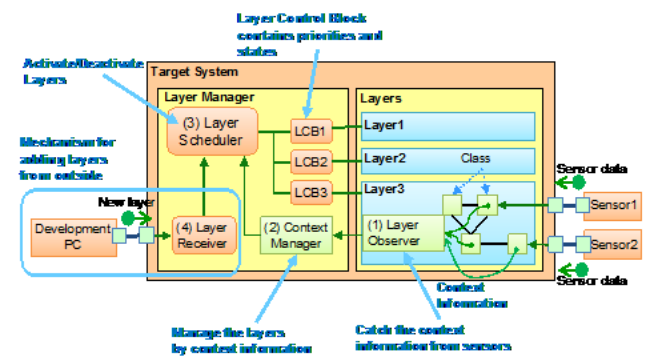 Layer Control Block
contains priorities and
states
Activate/Deactivate
Layers
Target System
Layer Manager
Layers
(3) Layer
Scheduler
LCB1
Layer1
Mechanism for
adding layers
from outside
LCB2
Layer2
Class
Sensor data
LCB3
Layer3
New layer
Sensor1
Development
PC
(4) Layer
Receiver
(2) Context
Manager
(1) Layer
Observer
Sensor2
Sensor data
Context
Information
Manage the layers
by context information
Catch the context
information from sensors